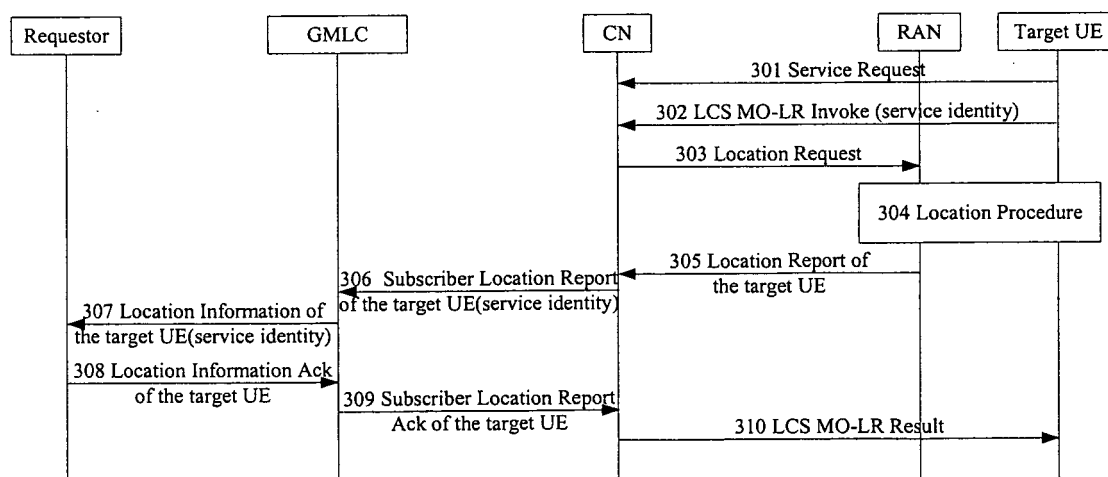 Requestor
GMLC
CN
RAN
Target UE
301 Service Request
302 LCS MO-LR Invoke (service identity)
303 Location Request
304 Location Procedure
305 Location Report of
the target UE
306 Subscriber Location Report
of the target UE(service identity)
307 Location Information of
the target UE(service identity)
308 Location Information Ack
of the target UE
309 Subscriber Location Report
Ack of the target UE
310 LCS MO-LR Result